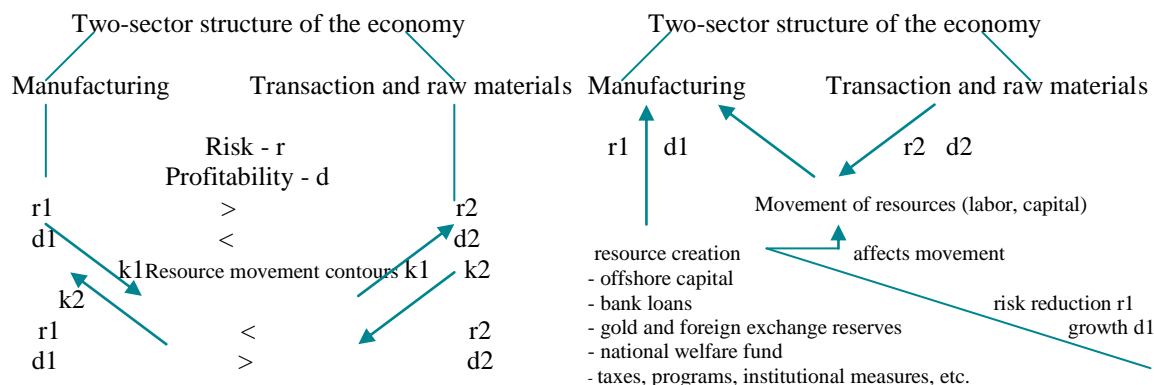 Two-sector structure of the economy
Manufacturing Transaction and raw materials
Risk - r
Profitability - d
r1 > r2
d1 < d2
k1 Resource movement contours k1 k2
k2
r1 < r2
d1 > d2
Two-sector structure of the economy
Manufacturing Transaction and raw materials
r1 d1 r2 d2
Movement of resources (labor, capital)
resource creation affects movement
- offshore capital
- bank loans
risk reduction r1
- gold and foreign exchange reserves
growth d1
- national welfare fund
- taxes, programs, institutional measures, etc.